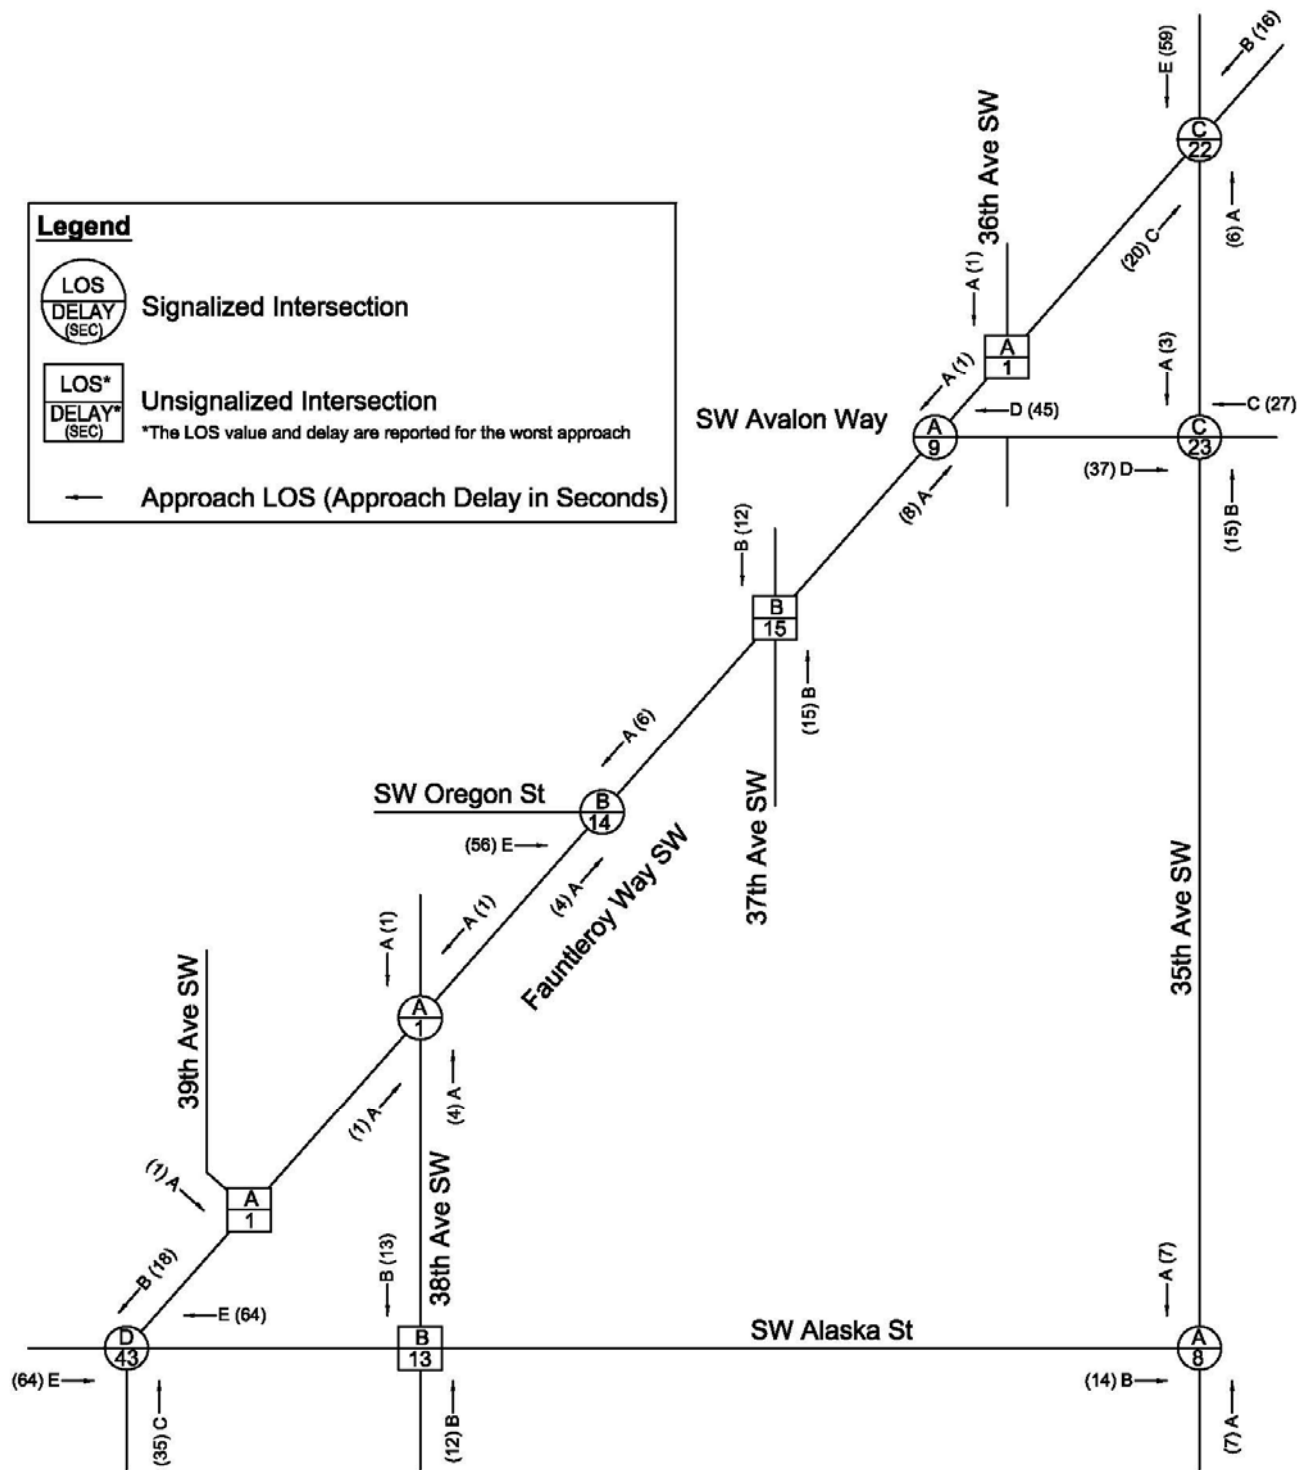 E (59)
B (16)
C
22
36th Ave SW
(6) A
(20) C
Legend
LOS
DELAY
(SEC)
Signalized Intersection
LOS*
DELAY*
(SEC)
Unsignalized Intersection
*The LOS value and delay are reported for the worst approach
Approach LOS (Approach Delay in Seconds)
A (1)
A
1
A (1)
A (3)
SW Avalon Way
D (45)
C (27)
A
9
C
23
(37) D
(8) A
(15) B
B (12)
B
15
(15) B
A (6)
SW Oregon St
B
14
(56) E
(4) A
37th Ave SW
Fauntleroy Way SW
35th Ave SW
A (1)
A (1)
39th Ave SW
A
1
(1) A
(4) A
(1) A
A
1
38th Ave SW
B (18)
B (13)
A (7)
E (64)
SW Alaska St
D
43
B
13
A
8
(64) E
(14) B
(35) C
(12) B
(7) A